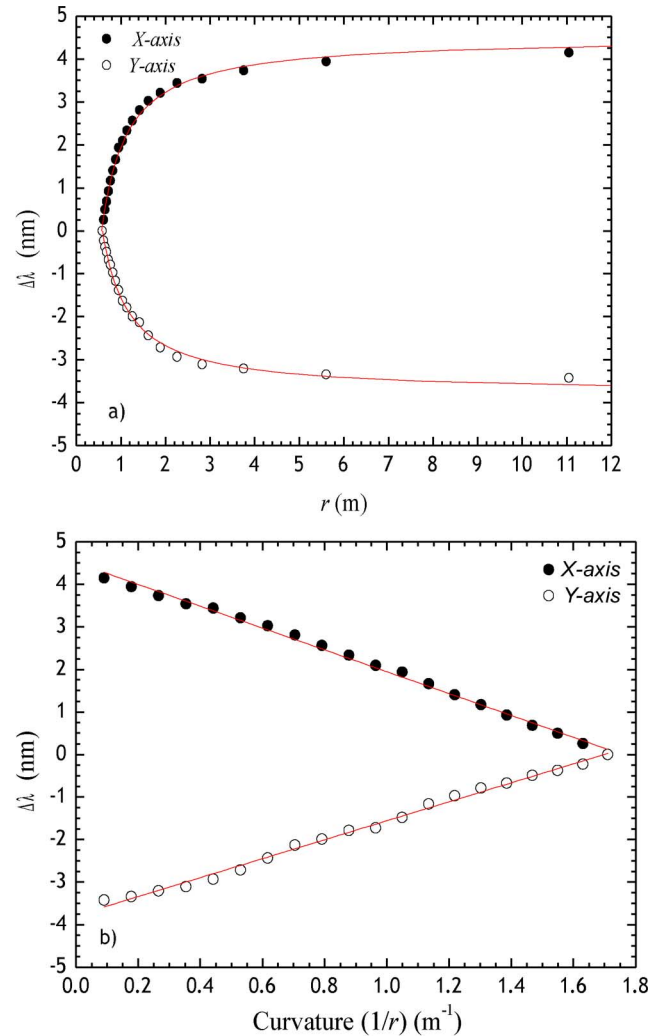 5
4
3
2
1
0
-1
-2
-3
-4
-5
Δλ (nm)
X-axis
Y-axis
a)
0 1 2 3 4 5 6 7 8 9 10 11 12
r (m)
5
4
3
2
1
0
-1
-2
-3
-4
-5
Δλ (nm)
X-axis
Y-axis
b)
0.0 0.2 0.4 0.6 0.8 1.0 1.2 1.4 1.6 1.8
Curvature (1/r) (m⁻¹)